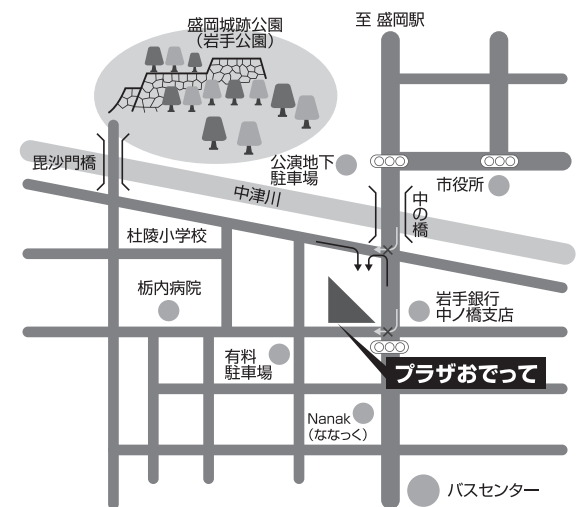 盛岡城跡公園
（岩手公園）
至 盛岡駅
毘沙門橋
公演地下
駐車場
中津川
市役所
中の橋
杜陵小学校
栃内病院
岩手銀行
中ノ橋支店
有料
駐車場
プラザおでって
Nanak
（ななっく）
バスセンター